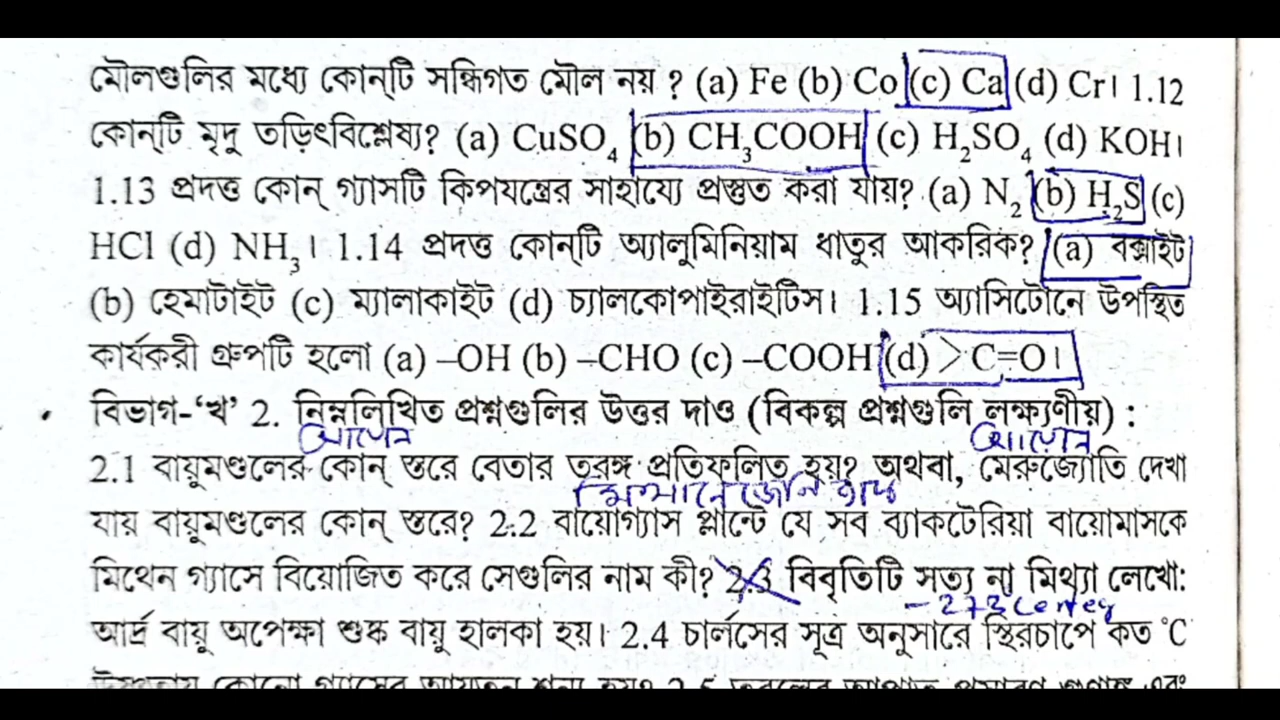 মৌলগুলির মধ্যে কোন্‌টি সন্ধিগত মৌল নয় ? (a) Fe (b) Co (c) Ca (d) Cr। 1.12
কোন্‌টি মৃদু তড়িৎবিশ্লেষ্য? (a) CuSO₄ (b) CH₃COOH (c) H₂SO₄ (d) KOH।
1.13 প্রদত্ত কোন্ গ্যাসটি কিপযন্ত্রের সাহায্যে প্রস্তুত করা যায়? (a) N₂ (b) H₂S (c)
HCl (d) NH₃। 1.14 প্রদত্ত কোন্‌টি অ্যালুমিনিয়াম ধাতুর আকরিক? (a) বক্সাইট
(b) হেমাটাইট (c) ম্যালাকাইট (d) চ্যালকোপাইরাইটিস। 1.15 অ্যাসিটোনে উপস্থিত
কার্যকরী গ্রুপটি হলো (a) –OH (b) –CHO (c) –COOH (d) >C=O।
বিভাগ-‘খ’ 2. নিম্নলিখিত প্রশ্নগুলির উত্তর দাও (বিকল্প প্রশ্নগুলি লক্ষ্যণীয়) :
2.1 বায়ুমণ্ডলের কোন্ স্তরে বেতার তরঙ্গ প্রতিফলিত হয়? অথবা, মেরুজ্যোতি দেখা
যায় বায়ুমণ্ডলের কোন্ স্তরে? 2.2 বায়োগ্যাস প্লান্টে যে সব ব্যাকটেরিয়া বায়োমাসকে
মিথেন গ্যাসে বিয়োজিত করে সেগুলির নাম কী? 2.3 বিবৃতিটি সত্য না মিথ্যা লেখো:
-273
আর্দ্র বায়ু অপেক্ষা শুষ্ক বায়ু হালকা হয়। 2.4 চার্লসের সূত্র অনুসারে স্থিরচাপে কত °C